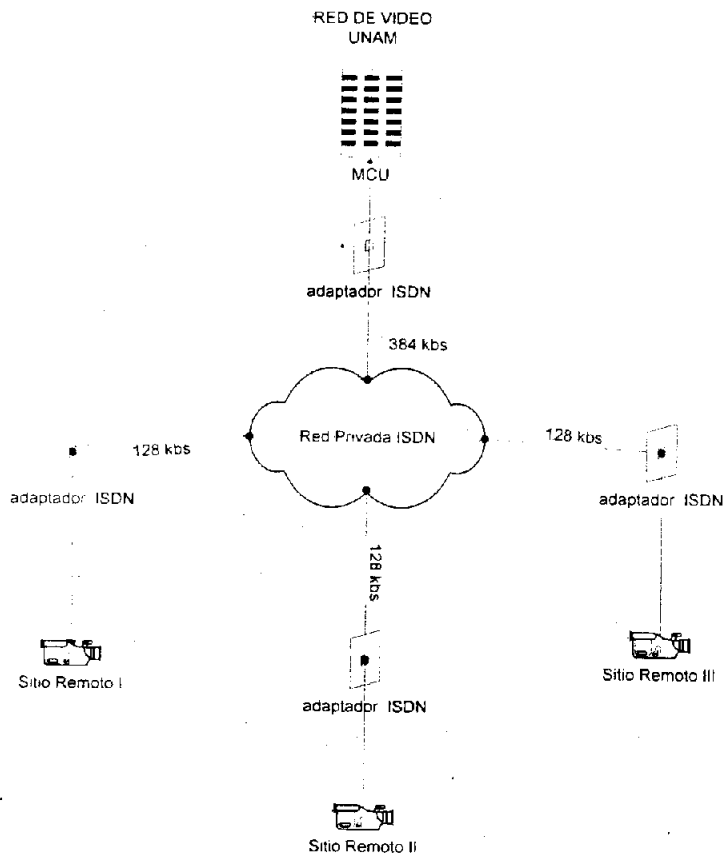 RED DE VIDEO
UNAM
MCU
adaptador ISDN
384 kbs
Red Privada ISDN
128 kbs
128 kbs
adaptador ISDN
adaptador ISDN
128 kbs
Sitio Remoto I
Sitio Remoto III
adaptador ISDN
Sitio Remoto II